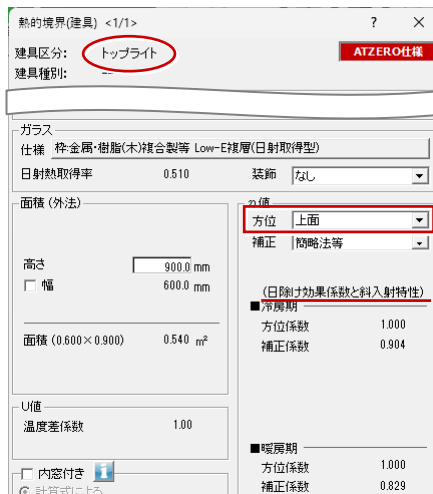 熱的境界(建具) <1/1>
建具区分: トップライト
ATZERO仕様
建具種別:
ガラス
仕様 枠:金属・樹脂(木)複合製等 Low-E複層(日射取得型)
日射熱取得率 0.510
装飾 なし
面積(外法)
高さ 900.0 mm
幅 600.0 mm
面積(0.600×0.900) 0.540 m²
U値
温度差係数 1.00
内窓付き
計算式による
η値
方位 上面
補正 簡略法等
(日除け効果係数と斜入射特性)
■冷房期
方位係数 1.000
補正係数 0.904
■暖房期
方位係数 1.000
補正係数 0.829